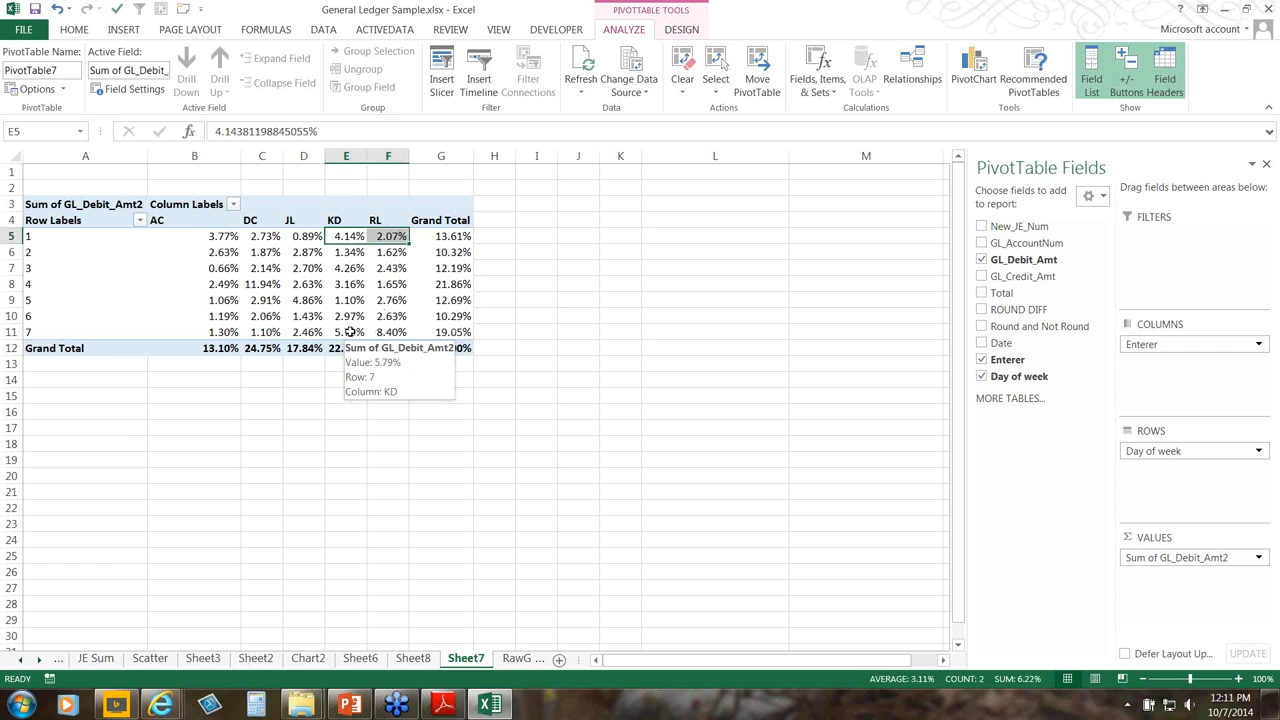 General Ledger Sample.xlsx - Excel
PIVOTTABLE TOOLS
FILE HOME INSERT PAGE LAYOUT FORMULAS DATA ACTIVEDATA REVIEW VIEW DEVELOPER ANALYZE DESIGN Microsoft account
PivotTable Name: Active Field:
PivotTable7 Sum of GL_Debit_
Options Field Settings
Drill Down Drill Up
Expand Field
Collapse Field
Group Selection
Ungroup
Group Field
Insert Slicer Insert Timeline Filter Connections
Refresh Change Data Source
Clear Select Move PivotTable
Fields, Items, & Sets OLAP Tools Relationships
PivotChart Recommended PivotTables
Field List +/- Buttons Field Headers
PivotTable Active Field Group Filter Data Actions Calculations Tools Show
E5 fx 4.14381198845055%
A B C D E F G H I J K L M
1
2
3 Sum of GL_Debit_Amt2 Column Labels
4 Row Labels AC DC JL KD RL Grand Total
5 1 3.77% 2.73% 0.89% 4.14% 2.07% 13.61%
6 2 2.63% 1.87% 2.87% 1.34% 1.62% 10.32%
7 3 0.66% 2.14% 2.70% 4.26% 2.43% 12.19%
8 4 2.49% 11.94% 2.63% 3.16% 1.65% 21.86%
9 5 1.06% 2.91% 4.86% 1.10% 2.76% 12.69%
10 6 1.19% 2.06% 1.43% 2.97% 2.63% 10.29%
11 7 1.30% 1.10% 2.46% 8.40% 19.05%
12 Grand Total 13.10% 24.75% 17.84% 22.
Sum of GL_Debit_Amt2
Value: 5.79%
Row: 7
Column: KD
13
14
15
16
17
18
19
20
21
22
23
24
25
26
27
28
29
30
PivotTable Fields
Choose fields to add to report:
New_JE_Num
GL_AccountNum
GL_Debit_Amt
GL_Credit_Amt
Total
ROUND DIFF
Round and Not Round
Date
Enterer
Day of week
MORE TABLES...
Drag fields between areas below:
FILTERS
COLUMNS
Enterer
ROWS
Day of week
Σ VALUES
Sum of GL_Debit_Amt2
Defer Layout Up... UPDATE
... JE Sum Scatter Sheet3 Sheet2 Chart2 Sheet6 Sheet8 Sheet7 RawG ...
READY AVERAGE: 3.11% COUNT: 2 SUM: 6.22% 100%
12:11 PM
10/7/2014